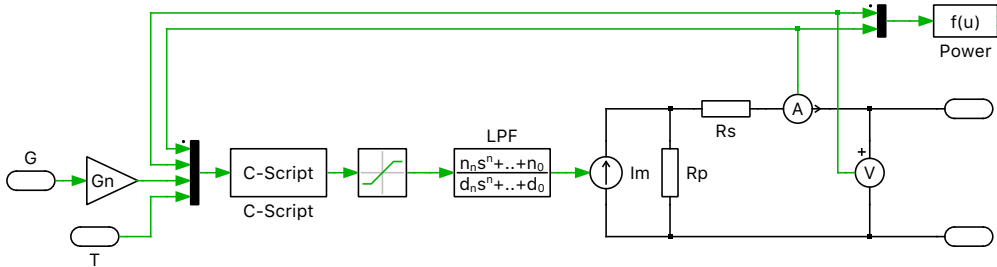 f(u)
Power
A
Rs
LPF
G
Gn
C-Script
C-Script
nₙsⁿ+..+n₀
dₙsⁿ+..+d₀
Im
Rp
+
V
T